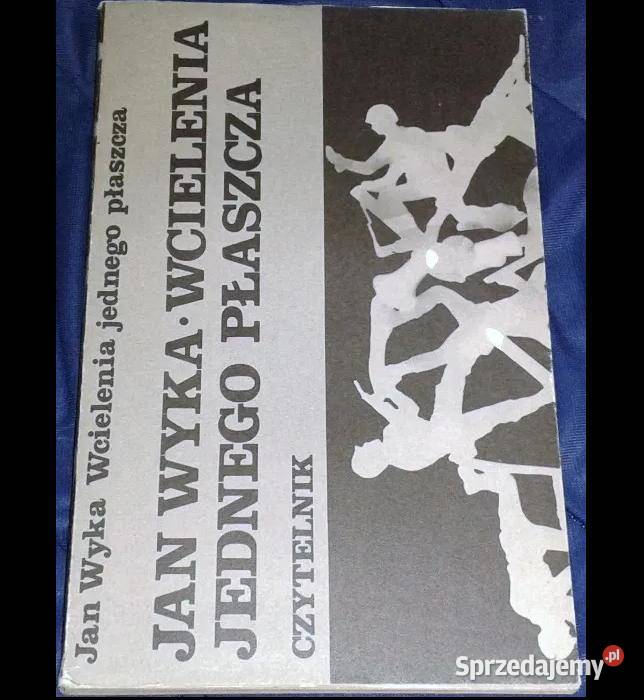 Jan Wyka Wcielenia jednego płaszcza
JAN WYKA·WCIELENIA
JEDNEGO PŁASZCZA
CZYTELNIK
Sprzedajemy.pl